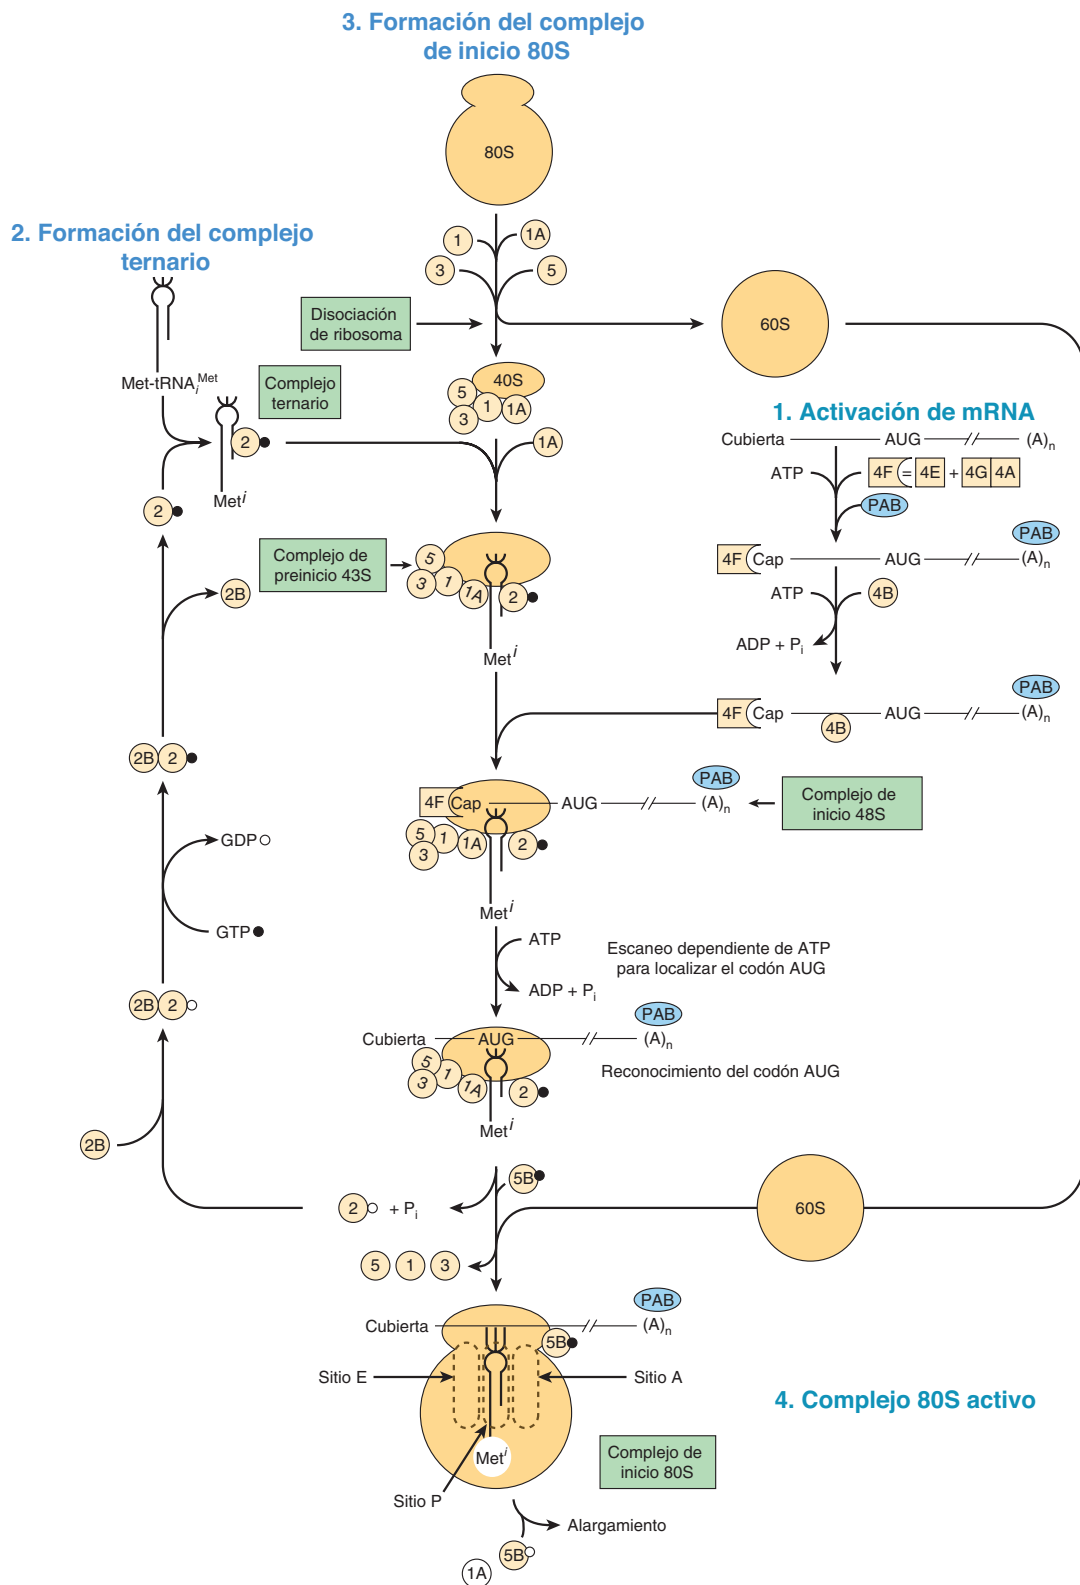 3. Formación del complejo
de inicio 80S
80S
2. Formación del complejo
ternario
1
1A
3
5
Disociación
de ribosoma
60S
Met-tRNAiMet
Complejo
ternario
40S
5
1
1A
3
1. Activación de mRNA
Cubierta AUG (A)n
2
1A
ATP
4F = 4E + 4G 4A
Meti
PAB
2
Complejo de
preinicio 43S
5
3
1
1A
2
PAB
4F Cap AUG (A)n
2B
ATP
4B
ADP + Pi
Meti
PAB
4F Cap AUG (A)n
4B
2B 2
PAB
4F Cap AUG (A)n
Complejo de
inicio 48S
5
1
1A
3
2
GDP
GTP
Meti
ATP
Escaneo dependiente de ATP
para localizar el codón AUG
ADP + Pi
2B 2
PAB
Cubierta AUG (A)n
5
1
3
1A
2
Reconocimiento del codón AUG
Meti
2B
5B
2 + Pi
60S
5 1 3
PAB
Cubierta (A)n
5B
Sitio E
Sitio A
4. Complejo 80S activo
Meti
Complejo de
inicio 80S
Sitio P
Alargamiento
5B
1A